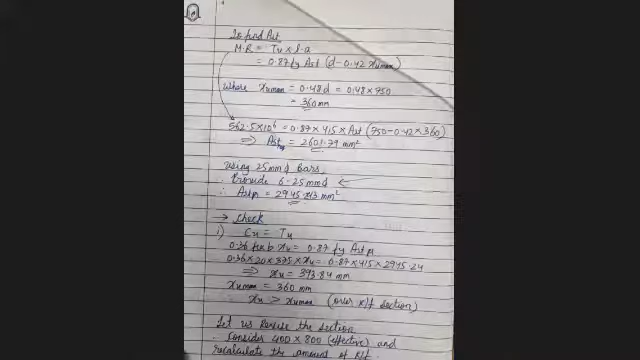 To find Ast
M.R = Tu x l.a
= 0.87 fy Ast (d - 0.42 xumax)
Where xumax = 0.48d = 0.48 x 750
= 360 mm
562.5 x 10^6 = 0.87 x 415 x Ast (750 - 0.42 x 360)
⇒ Ast = 2601.79 mm²
Using 25mm ϕ bars,
∴ Provide 6-25mm ϕ ←
∴ Astp = 2945.243 mm²
→ Check
i) Cu = Tu
0.36 fck b xu = 0.87 fy Astp
0.36 x 20 x 375 x xu = 0.87 x 415 x 2945.24
⇒ xu = 393.84 mm
xumax = 360 mm
∴ xu > xumax (over r/f section)
Let us Revise the section.
∴ Consider 400 x 800 (effective) and
recalculate the amount of R/f.